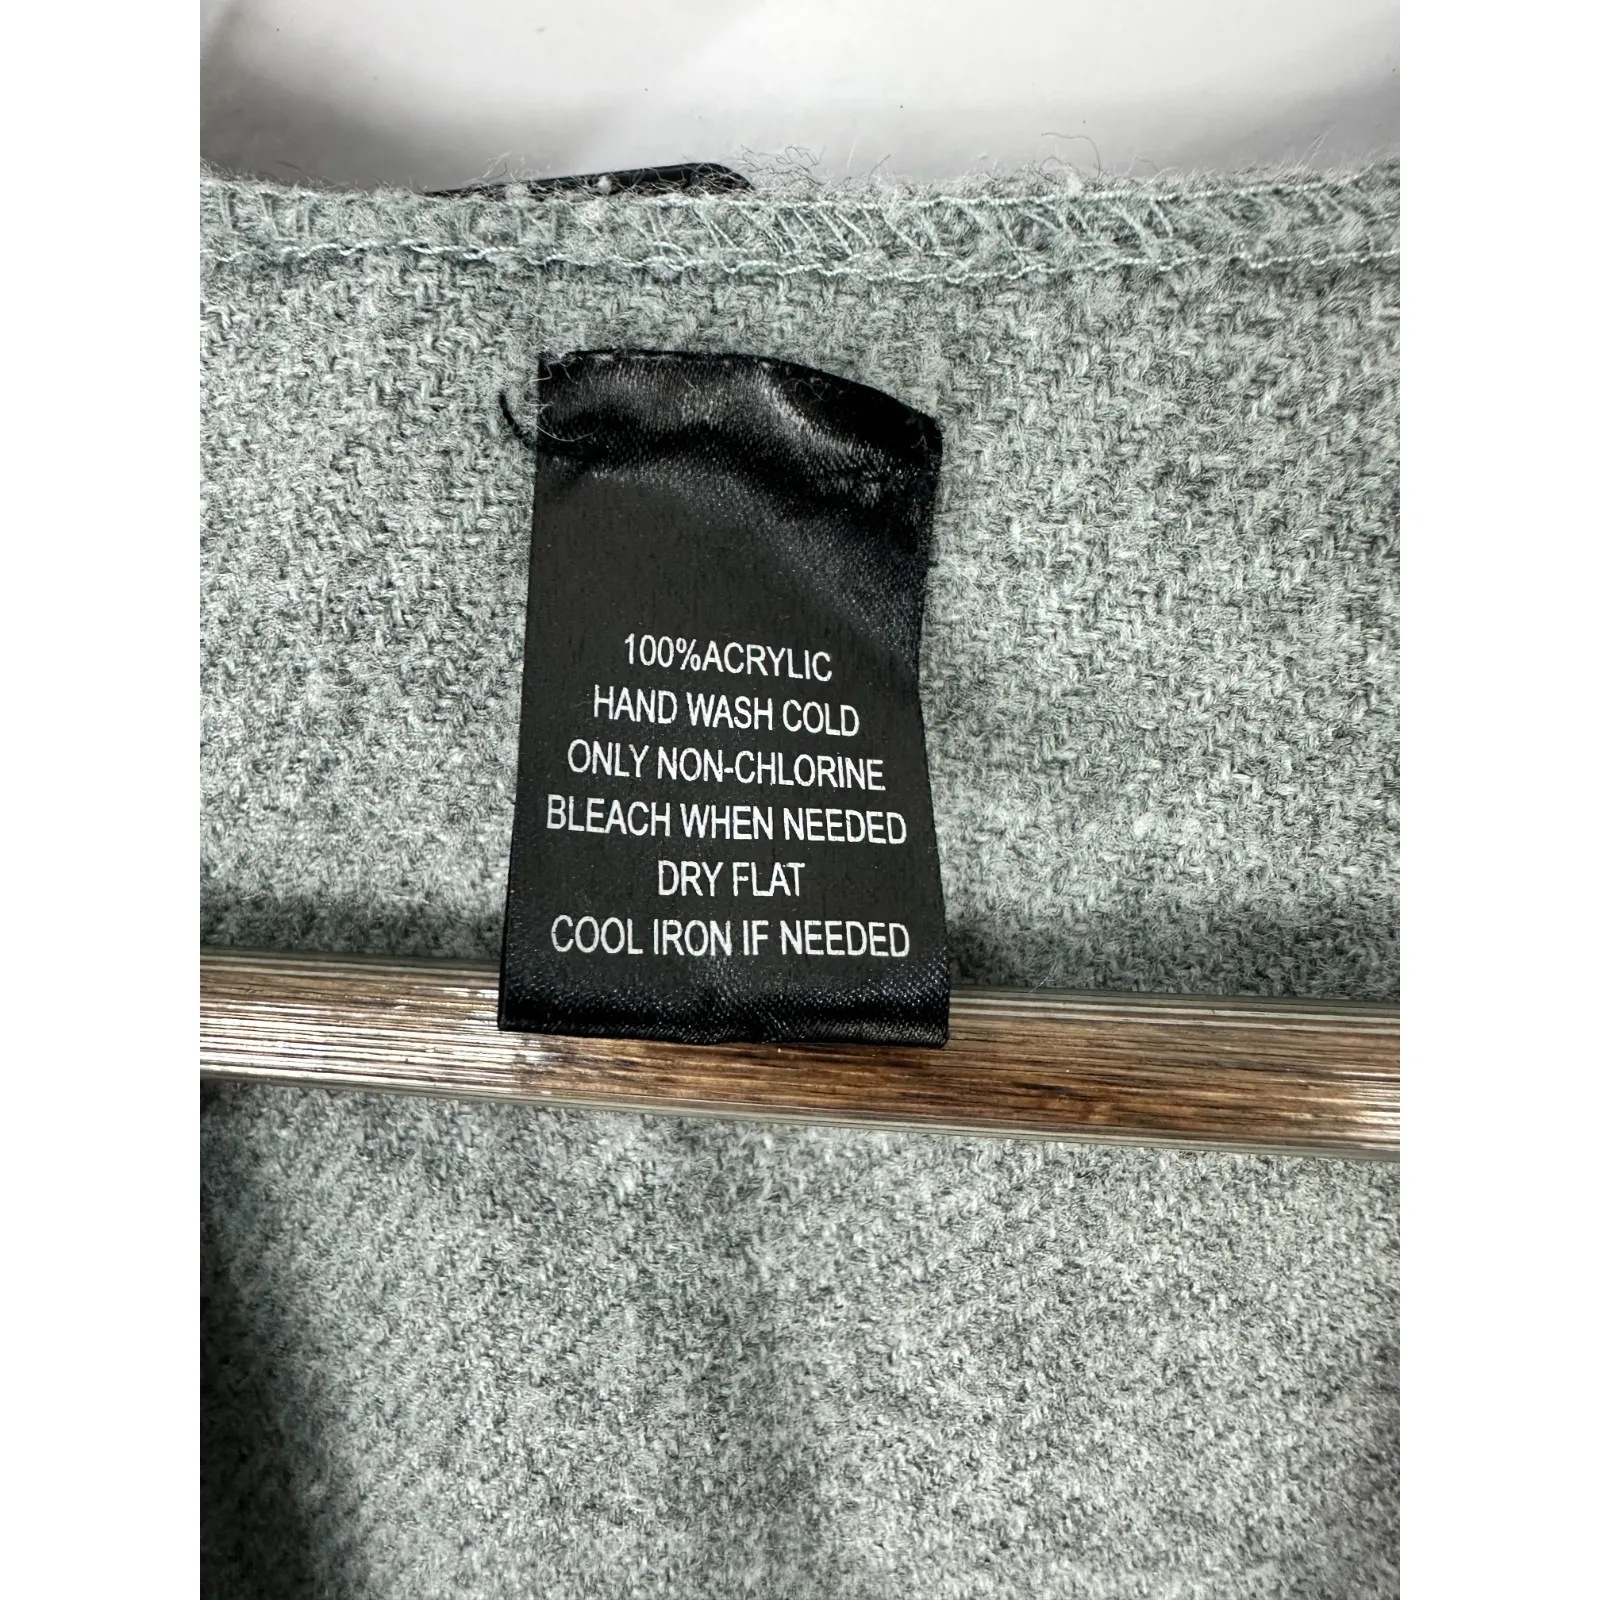 100%ACRYLIC
HAND WASH COLD
ONLY NON-CHLORINE
BLEACH WHEN NEEDED
DRY FLAT
COOL IRON IF NEEDED